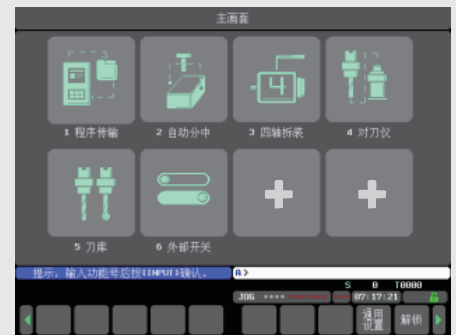 主画面
4
1 程序传输
2 自动分中
3 四轴拆装
4 对刀仪
5 刀库
6 外部开关
提示：输入功能号后按[INPUT]确认。
A>
S 0 T0000
JOG **** 07:17:21
通用设置
解锁